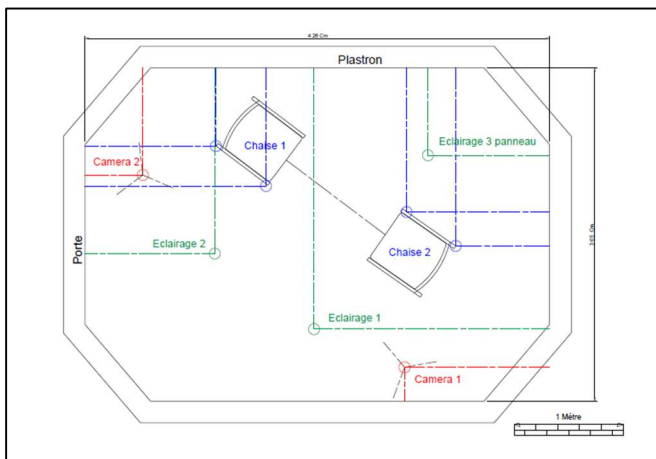 4.26 Cm
Plastron
Chaise 1
Eclairage 3 panneau
Camera 2
Porte
Eclairage 2
Chaise 2
Eclairage 1
Camera 1
1 Mètre